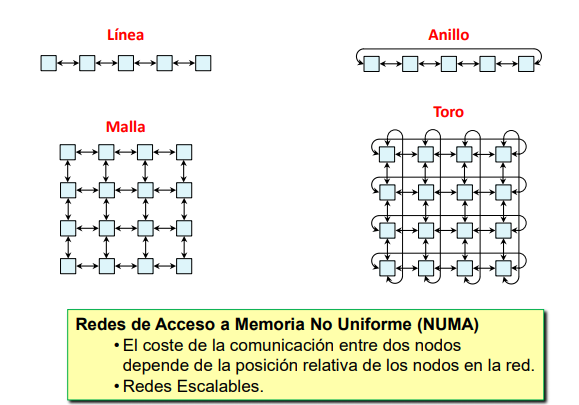 Línea
Anillo
Malla
Toro
Redes de Acceso a Memoria No Uniforme (NUMA)
• El coste de la comunicación entre dos nodos
depende de la posición relativa de los nodos en la red.
• Redes Escalables.